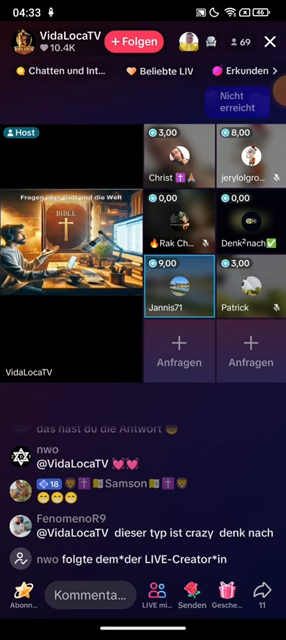 04:33
46
VidaLocaTV
10.4K
+ Folgen
69
Chatten und Int...
Beliebte LIV
Erkunden
Nicht
erreicht
Host
3,00
8,00
Fragen über Gott und die Welt
BIBLE
Christ
jerylolgro...
0,00
0,00
Rak Ch...
Denk²nach
9,00
3,00
Jannis71
Patrick
+
+
Anfragen
Anfragen
VidaLocaTV
das hast du die Antwort
nwo
@VidaLocaTV
18 Samson
FenomenoR9
@VidaLocaTV dieser typ ist crazy denk nach
nwo folgte dem*der LIVE-Creator*in
Kommenta...
Abonn...
LIVE mi...
Senden
Gesche...
11